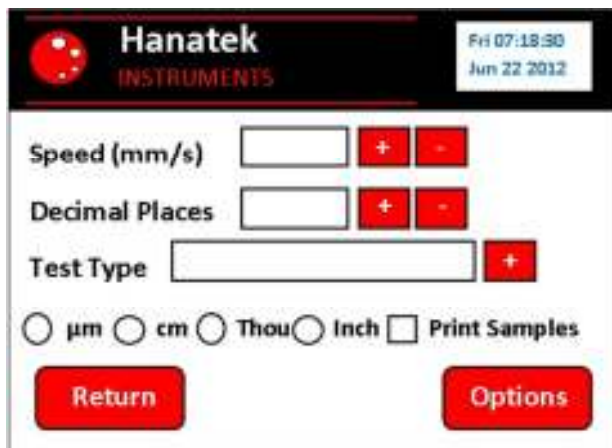 Hanatek
INSTRUMENTS
Fri 07:18:30
Jun 22 2012
Speed (mm/s) + -
Decimal Places + -
Test Type +
μm cm Thou Inch Print Samples
Return Options